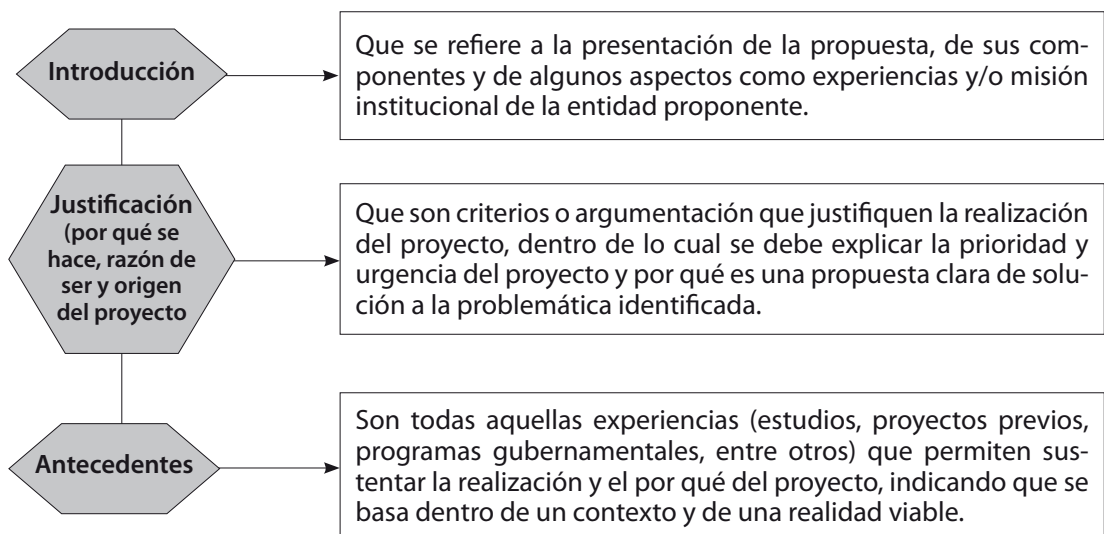 Introducción
Que se refiere a la presentación de la propuesta, de sus com-
ponentes y de algunos aspectos como experiencias y/o misión
institucional de la entidad proponente.
Justificación
(por qué se
hace, razón de
ser y origen
del proyecto
Que son criterios o argumentación que justifiquen la realización
del proyecto, dentro de lo cual se debe explicar la prioridad y
urgencia del proyecto y por qué es una propuesta clara de solu-
ción a la problemática identificada.
Antecedentes
Son todas aquellas experiencias (estudios, proyectos previos,
programas gubernamentales, entre otros) que permiten sus-
tentar la realización y el por qué del proyecto, indicando que se
basa dentro de un contexto y de una realidad viable.